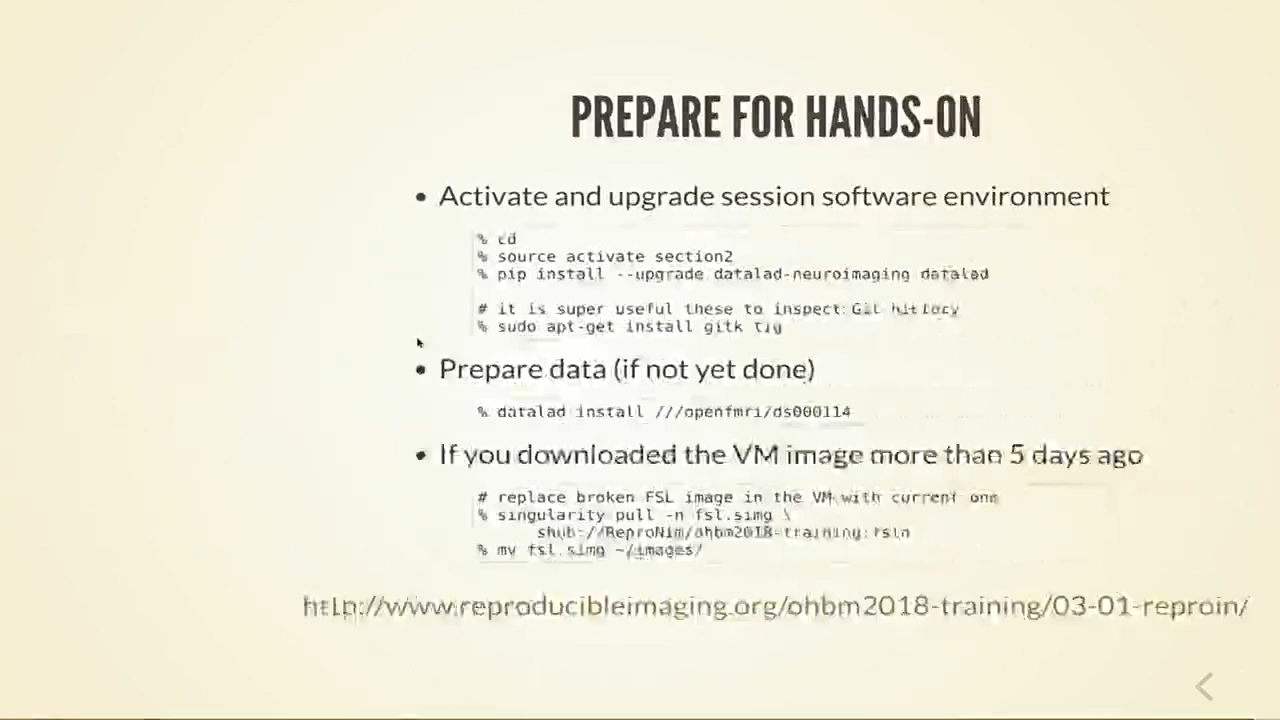 PREPARE FOR HANDS-ON
• Activate and upgrade session software environment
% cd
% source activate section2
% pip install --upgrade datalad-neuroimaging datalad
# it is super useful these to inspect Git history
% sudo apt-get install gitk tig
• Prepare data (if not yet done)
% datalad install ///openfmri/ds000114
• If you downloaded the VM image more than 5 days ago
# replace broken FSL image in the VM with current one
% singularity pull -n fsl.simg \
shub://ReproNim/ohbm2018-training:
% mv fsl.simg ~/images/
http://www.reproducibleimaging.org/ohbm2018-training/03-01-reproin/